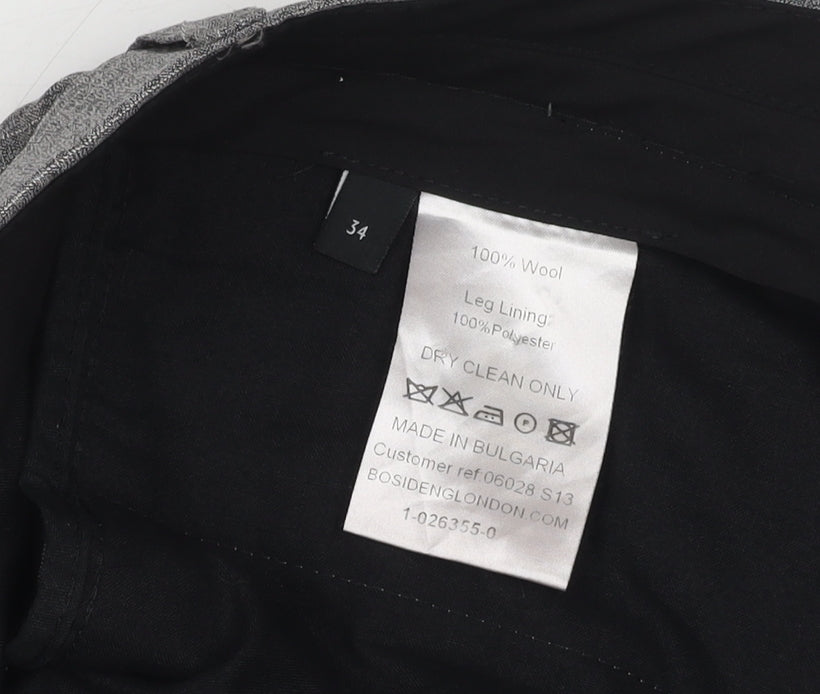 34
100% Wool
Leg Lining:
100%Polyester
DRY CLEAN ONLY
P
MADE IN BULGARIA
Customer ref:06028 S13
BOSIDENGLONDON.COM
1-026355-0